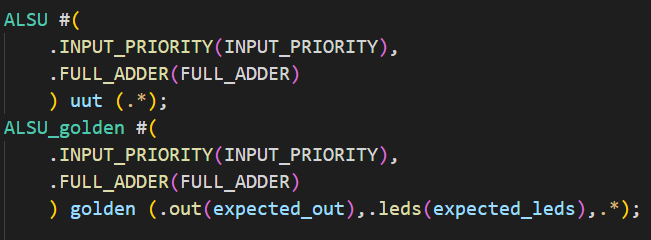 ALSU #(
    .INPUT_PRIORITY(INPUT_PRIORITY),
    .FULL_ADDER(FULL_ADDER)
    ) uut (.*);
ALSU_golden #(
    .INPUT_PRIORITY(INPUT_PRIORITY),
    .FULL_ADDER(FULL_ADDER)
    ) golden (.out(expected_out),.leds(expected_leds),.*);